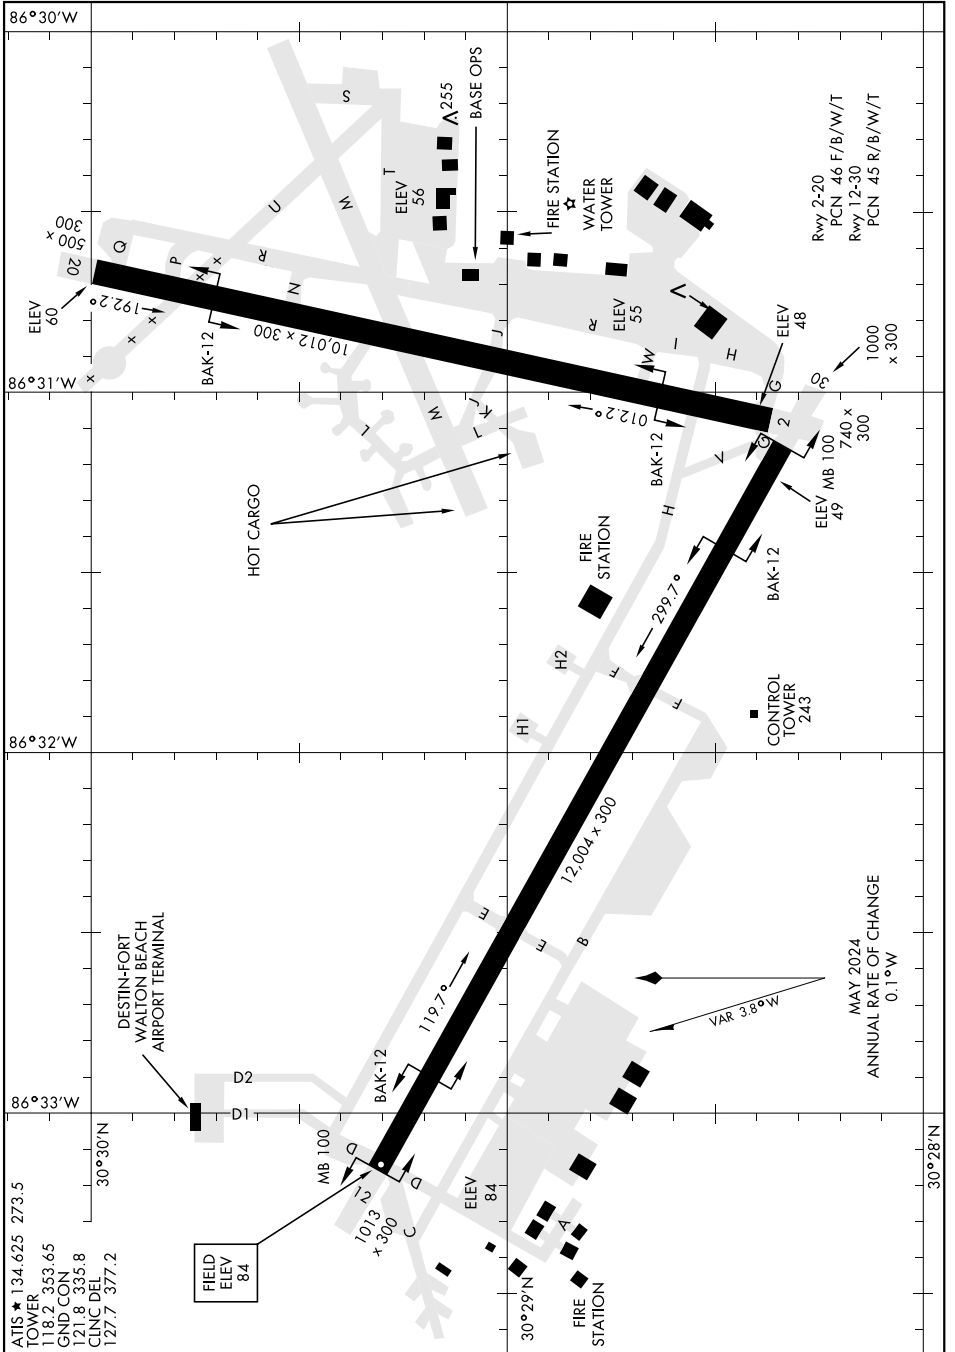 ATIS ★ 134.625 273.5
TOWER
118.2 353.65
GND CON
121.8 335.8
CLNC DEL
127.7 377.2
86°30'W
86°31'W
86°32'W
86°33'W
30°30'N
30°29'N
30°28'N
FIELD
ELEV
84
DESTIN-FORT
WALTON BEACH
AIRPORT TERMINAL
D2
D1
MB 100
D
D
12
1013
x 300
C
ELEV
84
A
FIRE
STATION
BAK-12
119.7°
E
E
B
12,004 x 300
VAR 3.8°W
MAY 2024
ANNUAL RATE OF CHANGE
0.1°W
H1
H2
F
F
CONTROL
TOWER
243
FIRE
STATION
299.7°
H
BAK-12
ELEV
49
MB 100
740 x
300
V
G
2
G
30
1000
x 300
ELEV
48
BAK-12
012.2°
W
I
H
HOT CARGO
L
M
K
J
L
J
R
ELEV
55
10,012 x 300
BAK-12
192.2°
ELEV
60
20
500 x
300
Q
P
x
x
x
x
x
N
R
U
W
S
T
ELEV
56
255
BASE OPS
FIRE STATION
WATER
TOWER
Rwy 2-20
PCN 46 F/B/W/T
Rwy 12-30
PCN 45 R/B/W/T